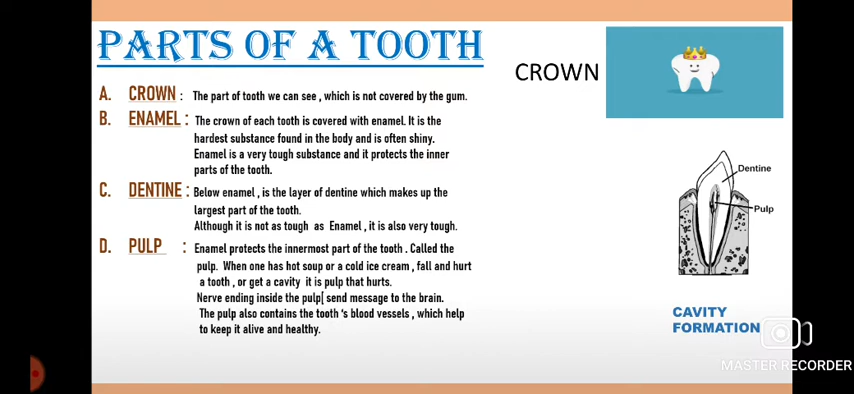 PARTS OF A TOOTH
CROWN
A. CROWN : The part of tooth we can see , which is not covered by the gum.
B. ENAMEL : The crown of each tooth is covered with enamel. It is the
hardest substance found in the body and is often shiny.
Enamel is a very tough substance and it protects the inner
parts of the tooth.
C. DENTINE : Below enamel , is the layer of dentine which makes up the
largest part of the tooth.
Although it is not as tough as Enamel , it is also very tough.
D. PULP : Enamel protects the innermost part of the tooth . Called the
pulp. When one has hot soup or a cold ice cream , fall and hurt
a tooth , or get a cavity it is pulp that hurts.
Nerve ending inside the pulp[ send message to the brain.
The pulp also contains the tooth's blood vessels , which help
to keep it alive and healthy.
Dentine
Pulp
CAVITY
FORMATION
MASTER RECORDER